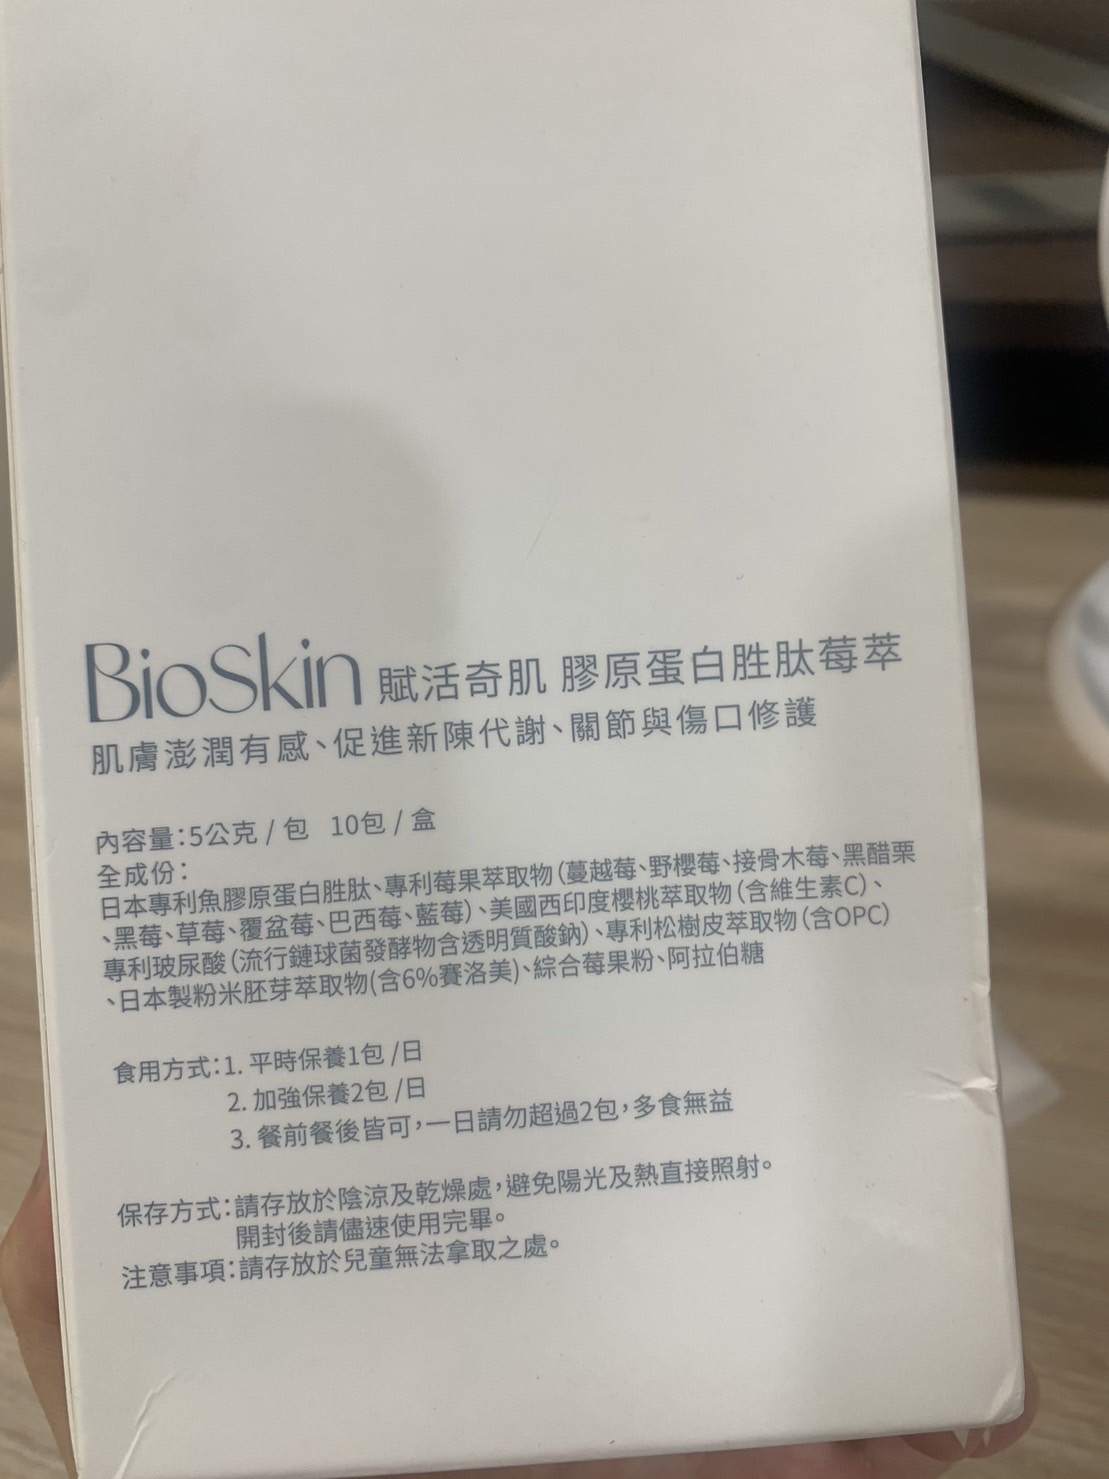 BioSkin 賦活奇肌 膠原蛋白胜肽莓萃
肌膚澎潤有感、促進新陳代謝、關節與傷口修護
內容量:5公克 / 包 10包 / 盒
全成份:
日本專利魚膠原蛋白胜肽、專利莓果萃取物(蔓越莓、野櫻莓、接骨木莓、黑醋栗
、黑莓、草莓、覆盆莓、巴西莓、藍莓)、美國西印度櫻桃萃取物(含維生素C)、
專利玻尿酸(流行鏈球菌發酵物含透明質酸鈉)、專利松樹皮萃取物(含OPC)
、日本製粉米胚芽萃取物(含6%賽洛美)、綜合莓果粉、阿拉伯糖
食用方式:1. 平時保養1包 /日
2. 加強保養2包 /日
3. 餐前餐後皆可,一日請勿超過2包,多食無益
保存方式:請存放於陰涼及乾燥處,避免陽光及熱直接照射。
開封後請儘速使用完畢。
注意事項:請存放於兒童無法拿取之處。